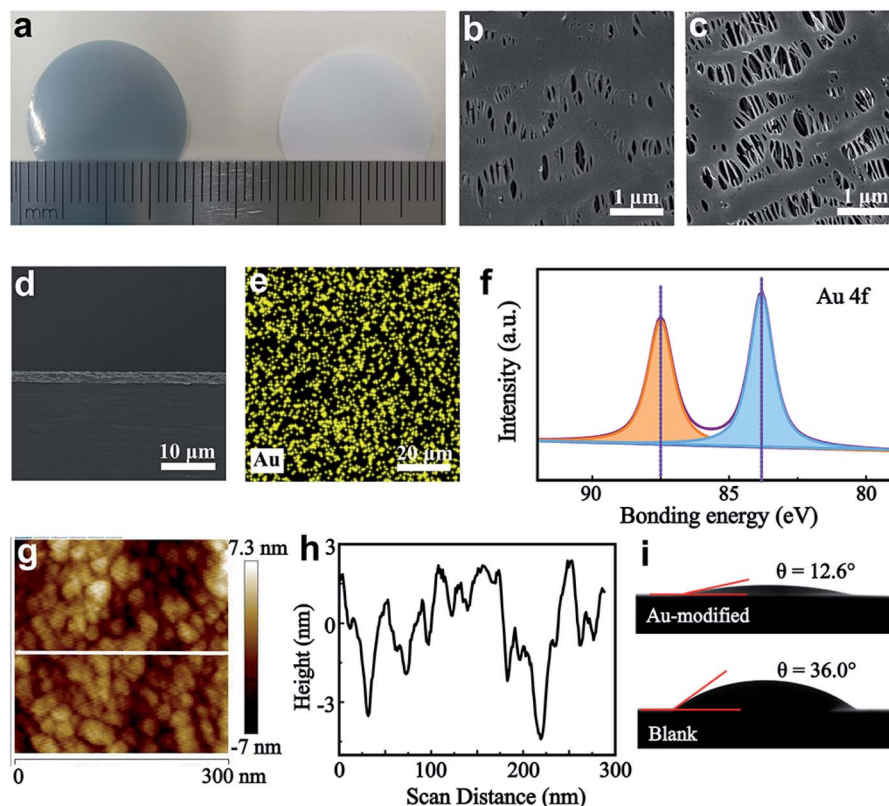 a
mm
b
1 µm
c
1 µm
d
10 µm
e
Au
20 µm
f
Au 4f
Intensity (a.u.)
90
85
80
Bonding energy (eV)
g
7.3 nm
-7 nm
0
300 nm
h
3
0
-3
Height (nm)
0
100
200
300
Scan Distance (nm)
i
θ = 12.6°
Au-modified
θ = 36.0°
Blank